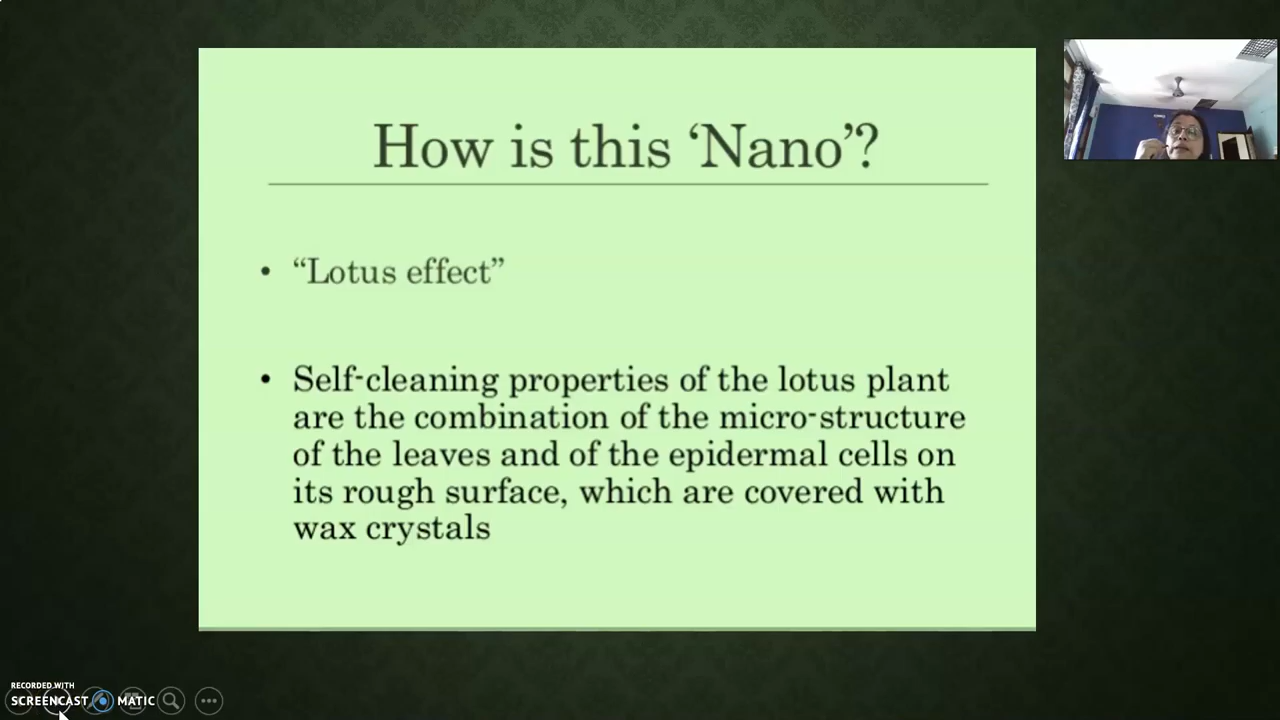 How is this ‘Nano’?
• “Lotus effect”
• Self-cleaning properties of the lotus plant
are the combination of the micro-structure
of the leaves and of the epidermal cells on
its rough surface, which are covered with
wax crystals
RECORDED WITH
SCREENCAST MATIC